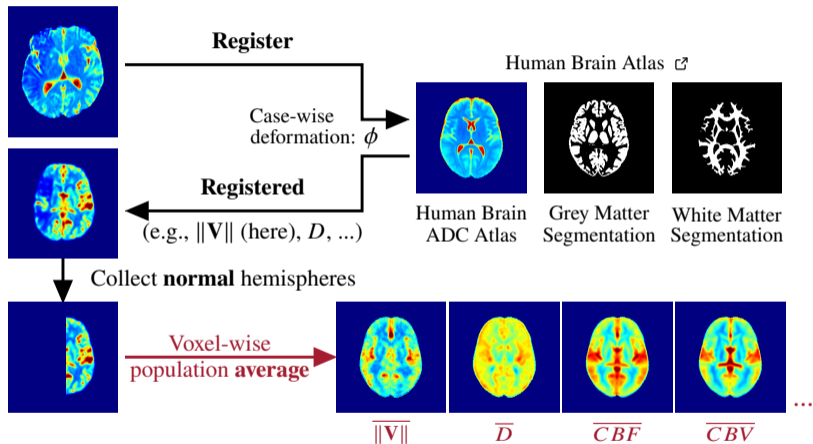 Register
Human Brain Atlas
Case-wise
deformation: ϕ
Registered
(e.g., ‖V‖ (here), D, ...)
Human Brain
ADC Atlas
Grey Matter
Segmentation
White Matter
Segmentation
Collect normal hemispheres
Voxel-wise
population average
...
‖V‖
D
CBF
CBV